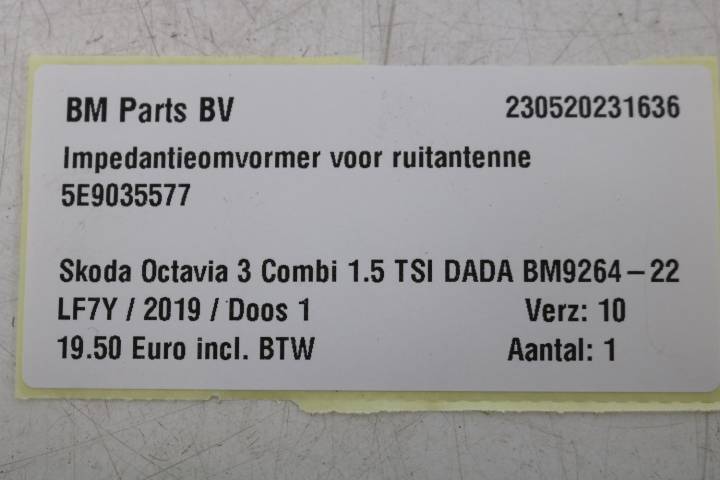 BM Parts BV 230520231636
Impedantieomvormer voor ruitantenne
5E9035577
Skoda Octavia 3 Combi 1.5 TSI DADA BM9264-22
LF7Y / 2019 / Doos 1 Verz: 10
19.50 Euro incl. BTW Aantal: 1